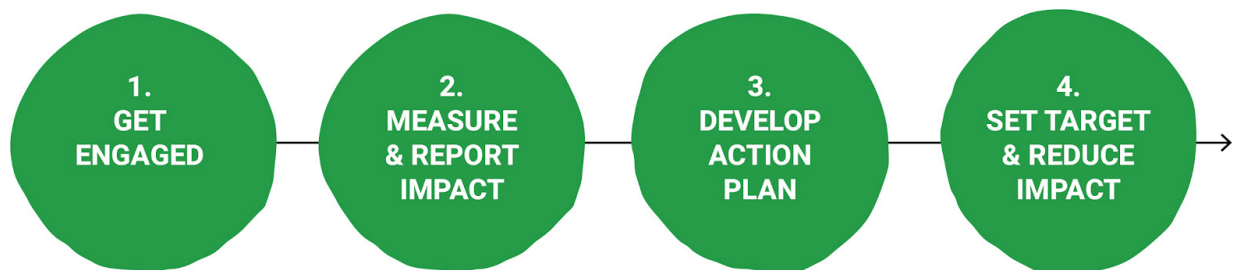 1.
GET
ENGAGED
2.
MEASURE
& REPORT
IMPACT
3.
DEVELOP
ACTION
PLAN
4.
SET TARGET
& REDUCE
IMPACT